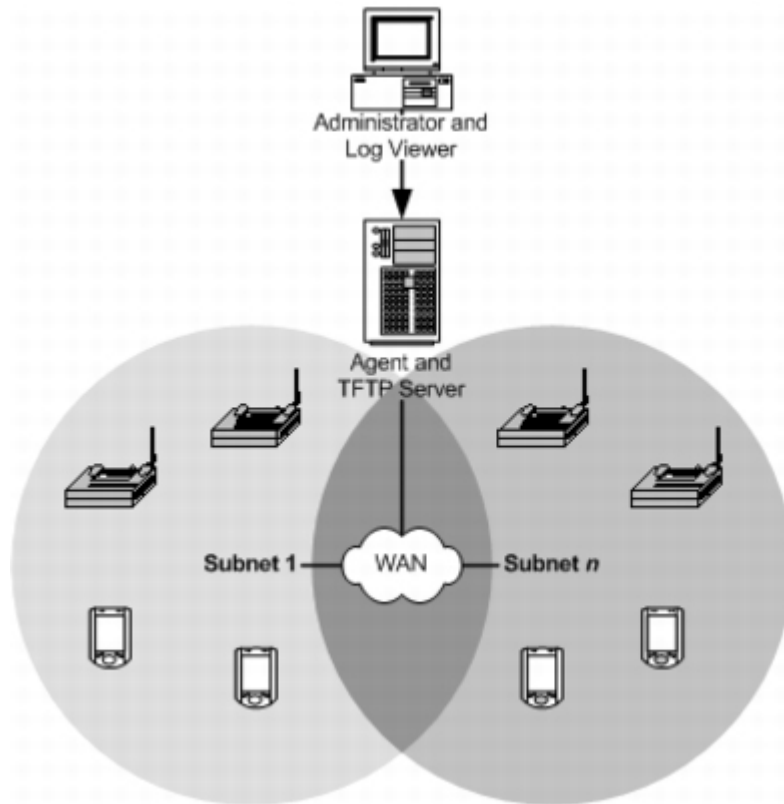 Administrator and
Log Viewer
Agent and
TFTP Server
Subnet 1
WAN
Subnet n